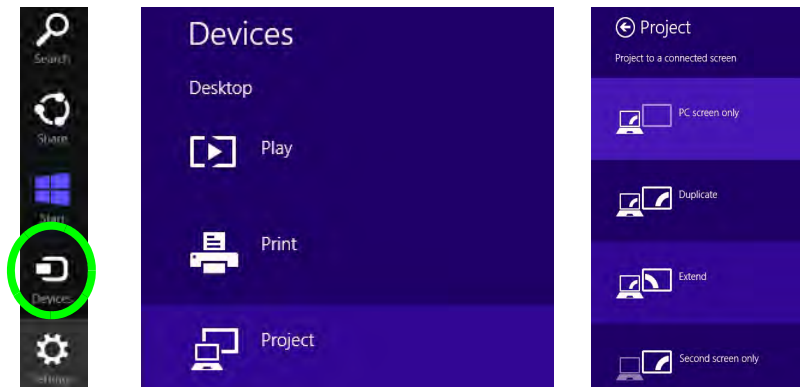 Search
Share
Start
Devices
Settings
Devices
Desktop
Play
Print
Project
Project
Project to a connected screen
PC screen only
Duplicate
Extend
Second screen only